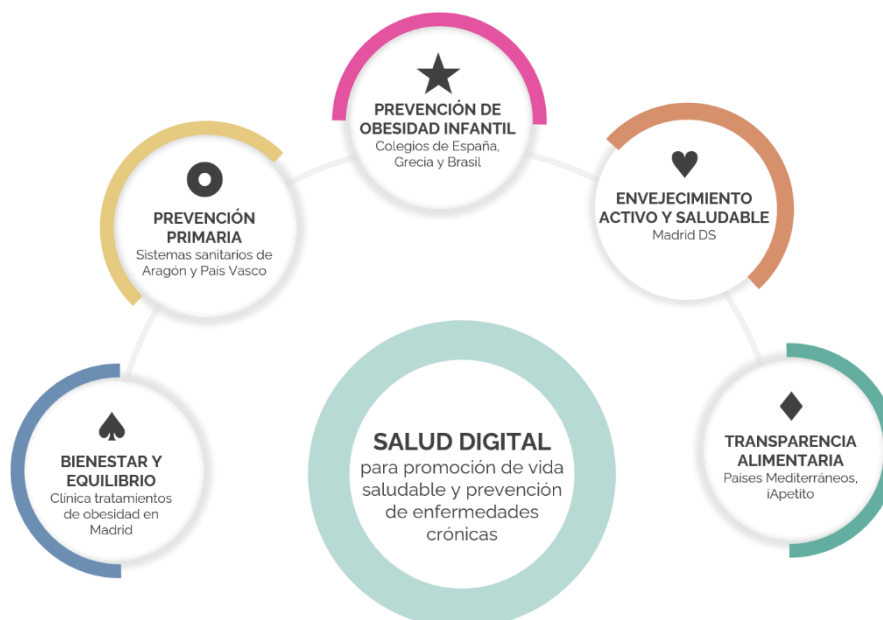 PREVENCIÓN DE
OBESIDAD INFANTIL
Colegios de España,
Grecia y Brasil
PREVENCIÓN
PRIMARIA
Sistemas sanitarios de
Aragón y País Vasco
ENVEJECIMIENTO
ACTIVO Y SALUDABLE
Madrid DS
BIENESTAR Y
EQUILIBRIO
Clínica tratamientos
de obesidad en
Madrid
SALUD DIGITAL
para promoción de vida
saludable y prevención
de enfermedades
crónicas
TRANSPARENCIA
ALIMENTARIA
Países Mediterráneos,
iApetito